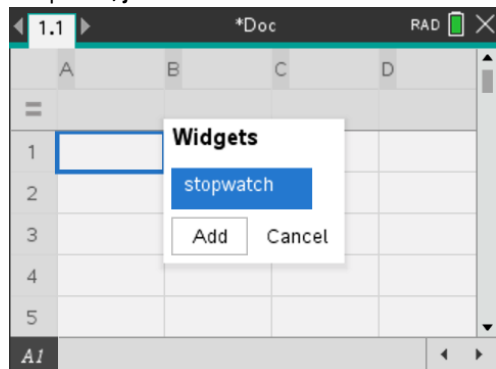 1.1 *Doc RAD
A B C D
=
1 Widgets
2 stopwatch
3 Add Cancel
4
5
A1